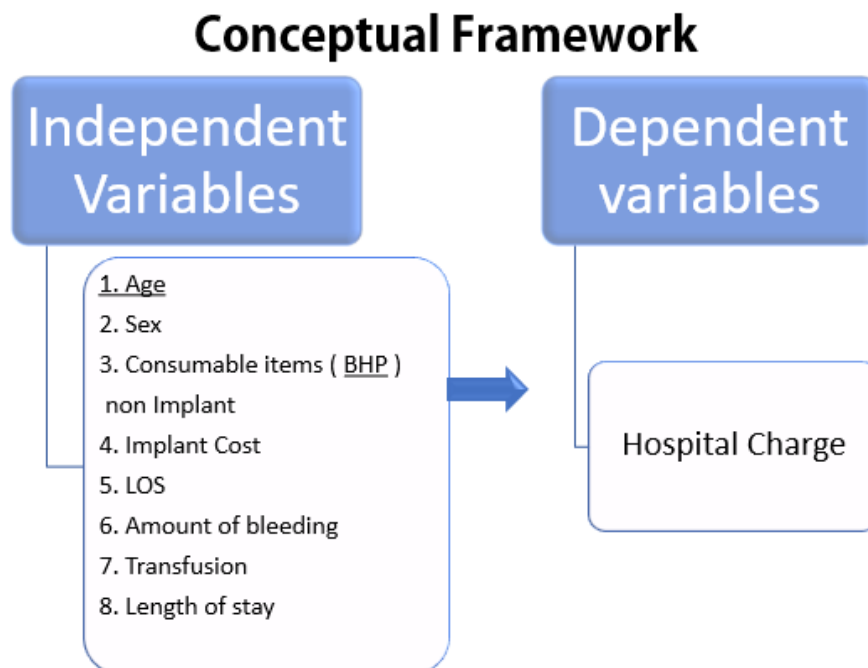 Conceptual Framework
Independent
Variables
1. Age
2. Sex
3. Consumable items ( BHP )
non Implant
4. Implant Cost
5. LOS
6. Amount of bleeding
7. Transfusion
8. Length of stay
Dependent
variables
Hospital Charge